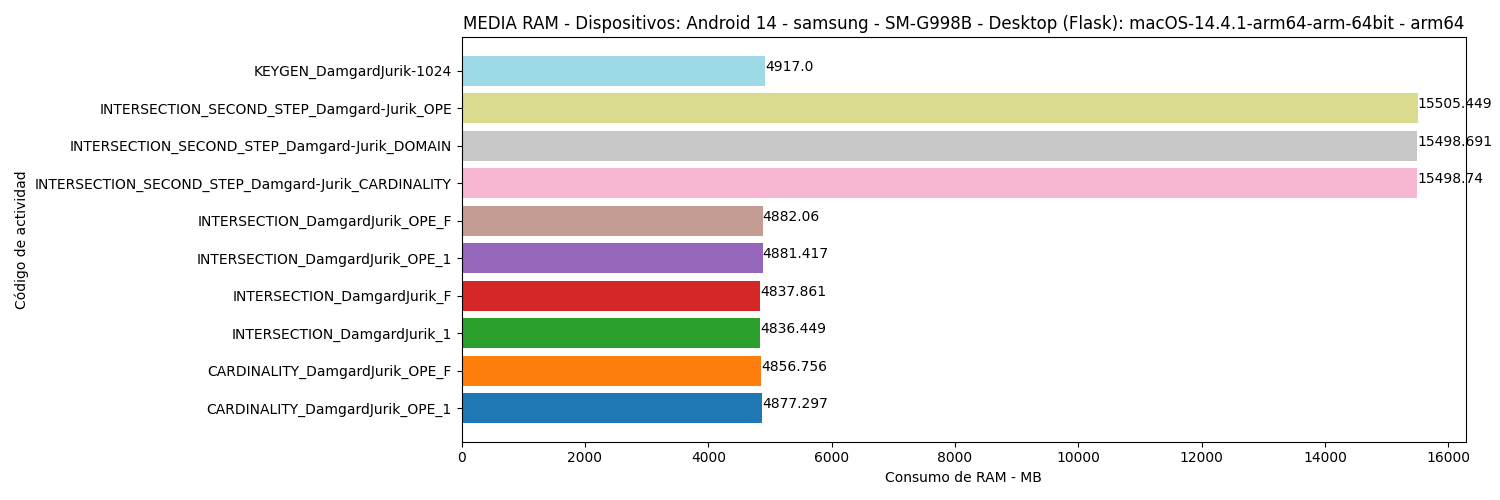 MEDIA RAM - Dispositivos: Android 14 - samsung - SM-G998B - Desktop (Flask): macOS-14.4.1-arm64-arm-64bit - arm64
Código de actividad
KEYGEN_DamgardJurik-1024 4917.0
INTERSECTION_SECOND_STEP_Damgard-Jurik_OPE 15505.449
INTERSECTION_SECOND_STEP_Damgard-Jurik_DOMAIN 15498.691
INTERSECTION_SECOND_STEP_Damgard-Jurik_CARDINALITY 15498.74
INTERSECTION_DamgardJurik_OPE_F 4882.06
INTERSECTION_DamgardJurik_OPE_1 4881.417
INTERSECTION_DamgardJurik_F 4837.861
INTERSECTION_DamgardJurik_1 4836.449
CARDINALITY_DamgardJurik_OPE_F 4856.756
CARDINALITY_DamgardJurik_OPE_1 4877.297
0 2000 4000 6000 8000 10000 12000 14000 16000
Consumo de RAM - MB